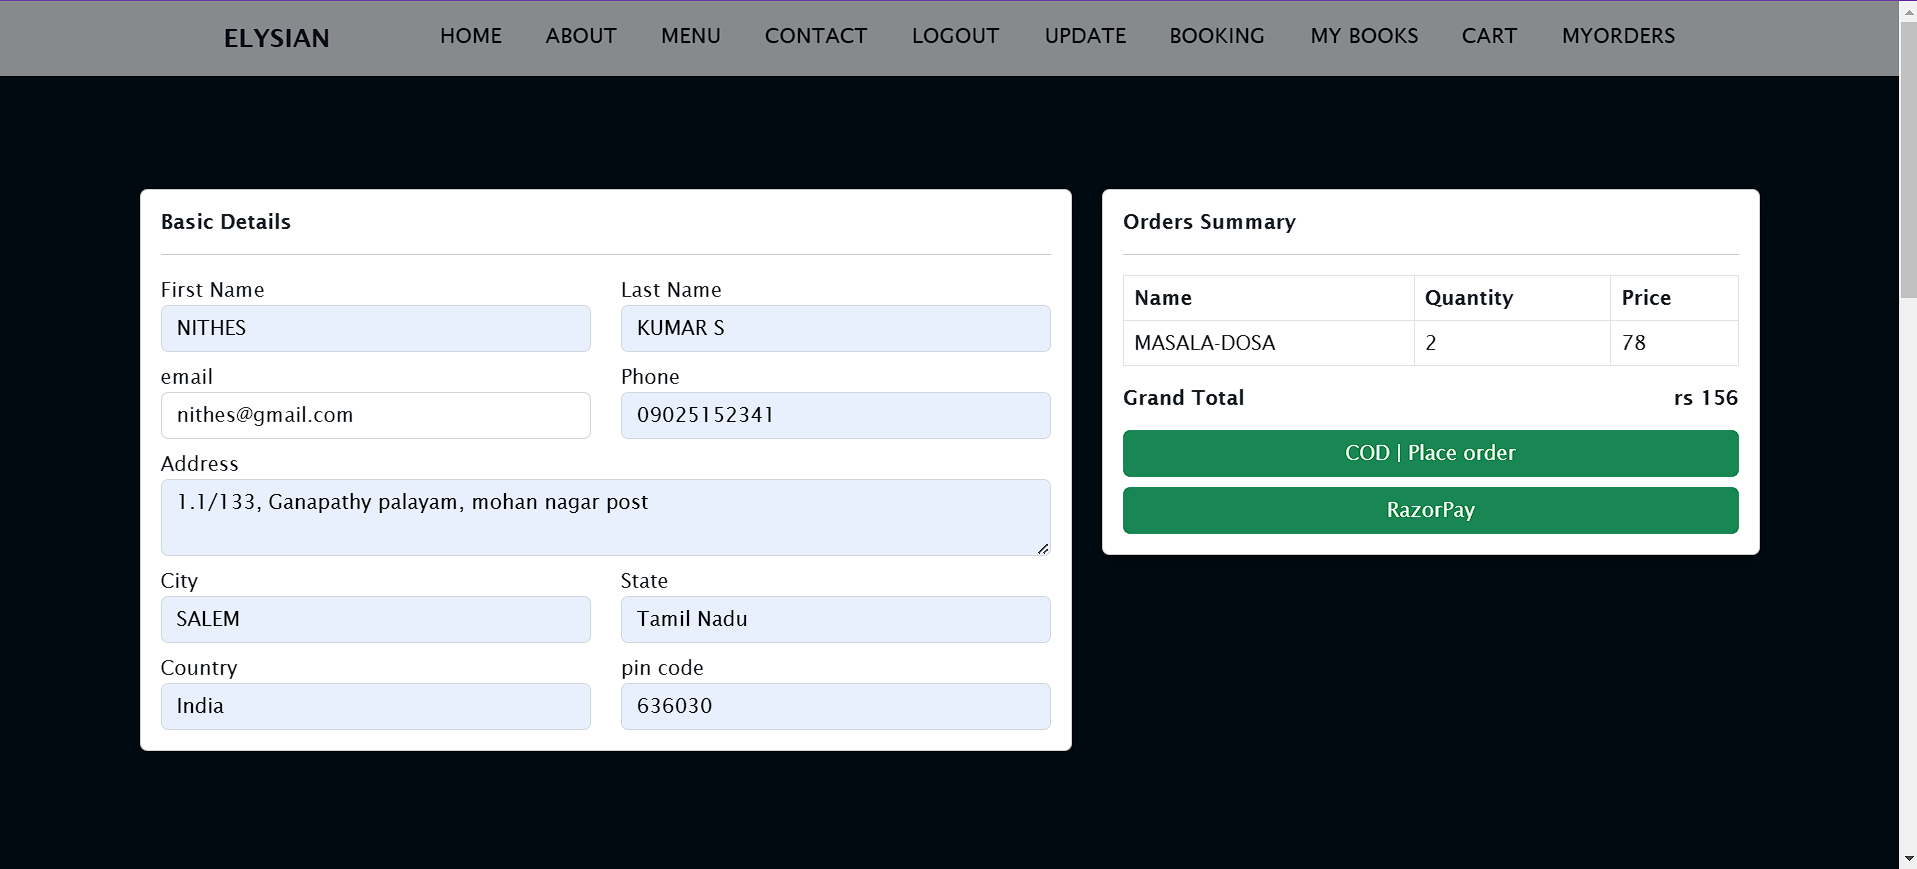 ELYSIAN HOME ABOUT MENU CONTACT LOGOUT UPDATE BOOKING MY BOOKS CART MYORDERS
Basic Details
First Name Last Name
NITHES KUMAR S
email Phone
nithes@gmail.com 09025152341
Address
1.1/133, Ganapathy palayam, mohan nagar post
City State
SALEM Tamil Nadu
Country pin code
India 636030
Orders Summary
Name Quantity Price
MASALA-DOSA 2 78
Grand Total rs 156
COD | Place order
RazorPay